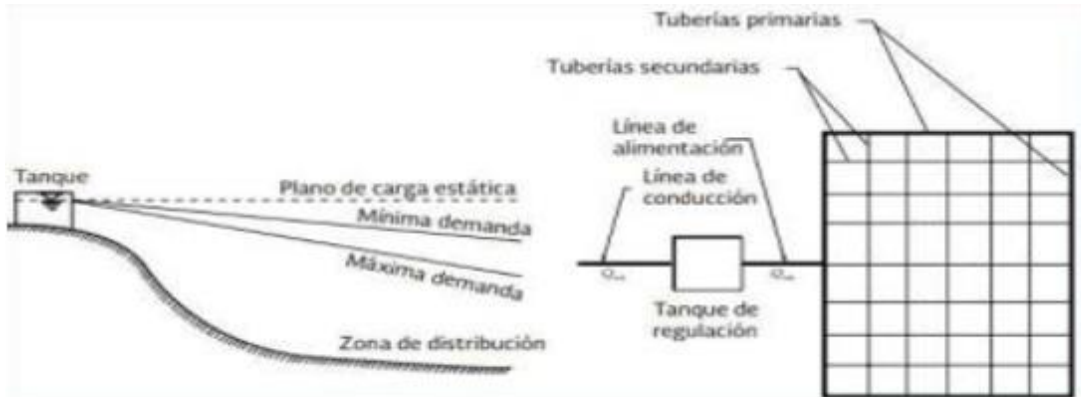 Tanque
Plano de carga estática
Mínima demanda
Máxima demanda
Zona de distribución
Tuberías primarias
Tuberías secundarias
Línea de
alimentación
Línea de
conducción
Tanque de
regulación